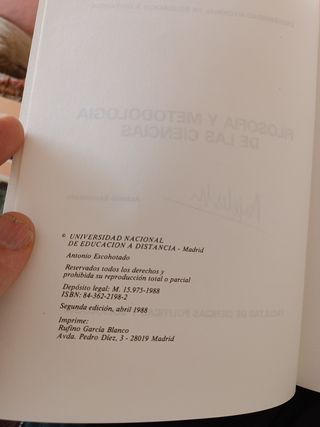 © UNIVERSIDAD NACIONAL
DE EDUCACION A DISTANCIA - Madrid
Antonio Escohotado
Reservados todos los derechos y
prohibida su reproducción total o parcial
Depósito legal: M. 15.975-1988
ISBN: 84-362-2198-2
Segunda edición, abril 1988
Imprime:
Rufino García Blanco
Avda. Pedro Díez, 3 - 28019 Madrid
FILOSOFIA Y METODOLOGIA
DE LAS CIENCIAS